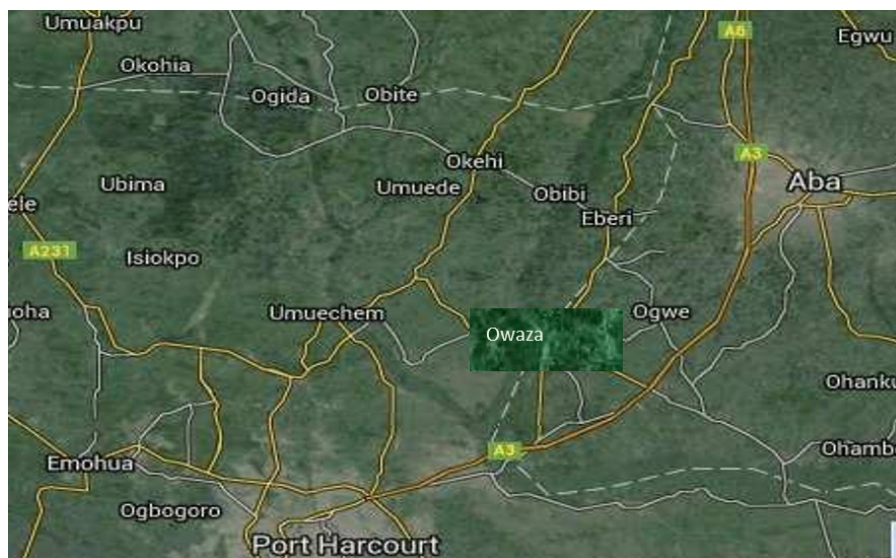 Umuakpu
A6
Egwu
Okohia
Ogida
Obite
Okehi
A3
Ubima
Umuede
Obibi
Aba
ele
Eberi
A231
Isiokpo
oha
Umuechem
Ogwe
Owaza
Ohanku
A3
Ohamb
Emohua
Ogbogoro
Port Harcourt